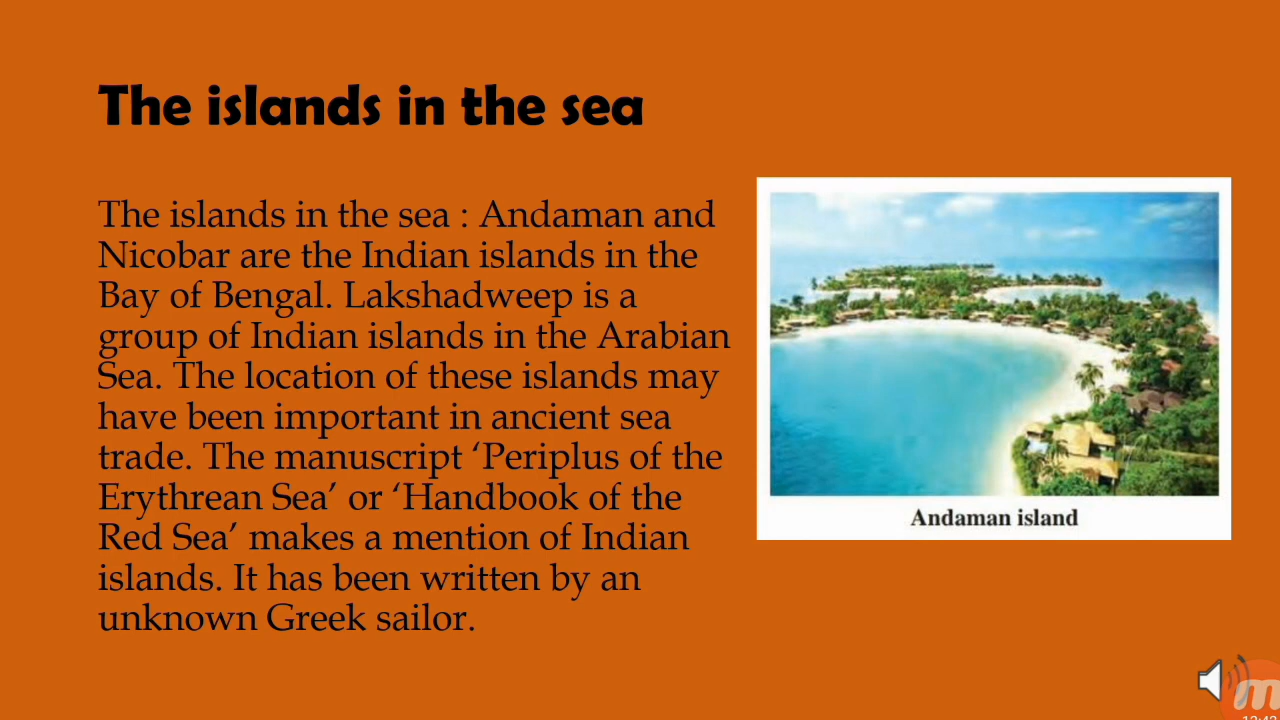 The islands in the sea
The islands in the sea : Andaman and
Nicobar are the Indian islands in the
Bay of Bengal. Lakshadweep is a
group of Indian islands in the Arabian
Sea. The location of these islands may
have been important in ancient sea
trade. The manuscript ‘Periplus of the
Erythrean Sea’ or ‘Handbook of the
Red Sea’ makes a mention of Indian
islands. It has been written by an
unknown Greek sailor.
Andaman island